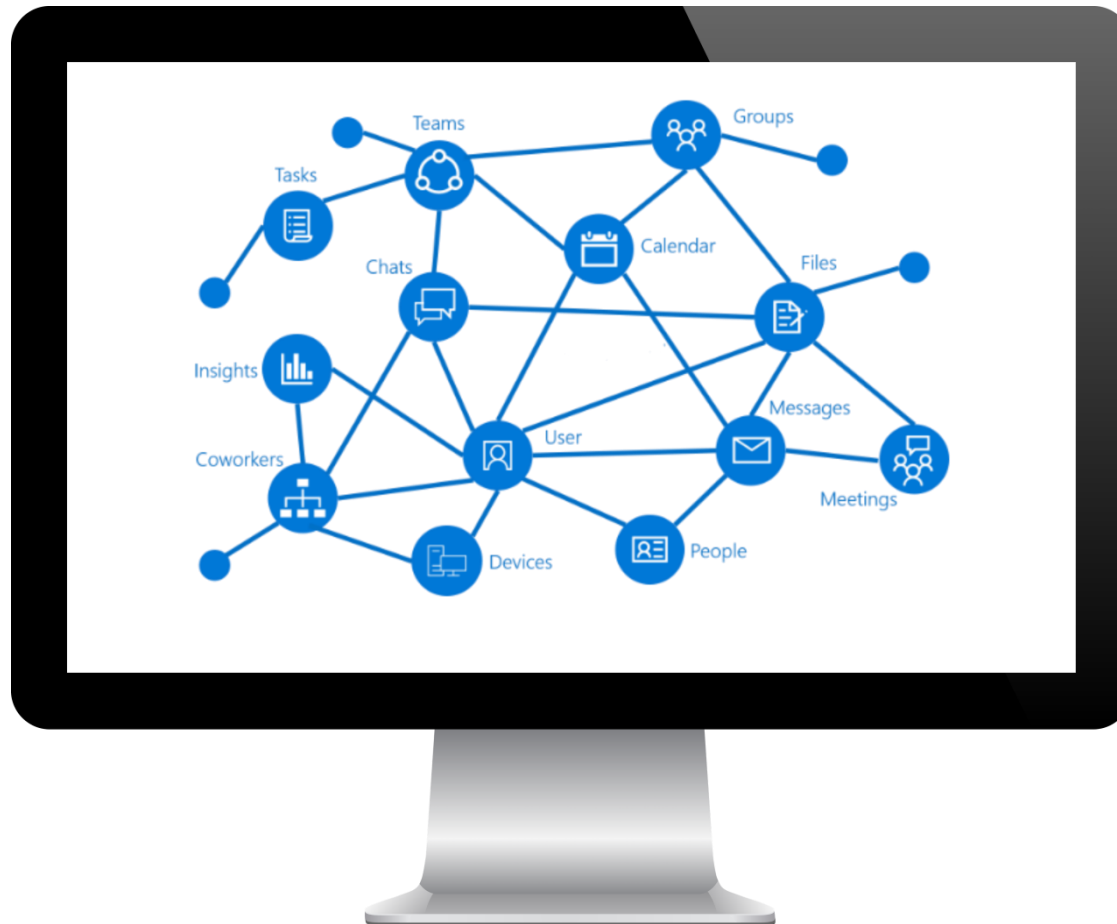 Groups
Teams
Tasks
Calendar
Files
Chats
Insights
Messages
User
Coworkers
Meetings
People
Devices